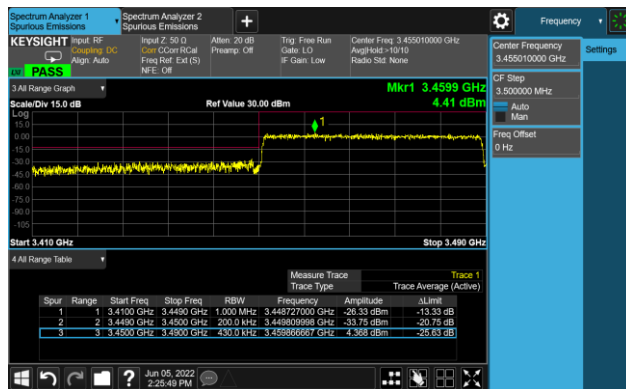 Spectrum Analyzer 1
Spurious Emissions
Spectrum Analyzer 2
Spurious Emissions
+
Frequency
KEYSIGHT Input: RF
Coupling: DC
Align: Auto
Input Z: 50 Ω
Corr CCorr RCal
Freq Ref: Ext (S)
NFE: Off
Atten: 20 dB
Preamp: Off
Trig: Free Run
Gate: LO
IF Gain: Low
Center Freq: 3.455010000 GHz
Avg|Hold:>10/10
Radio Std: None
PASS
Center Frequency
3.455010000 GHz
Settings
CF Step
3.500000 MHz
Auto
Man
Freq Offset
0 Hz
3 All Range Graph
Mkr1 3.4599 GHz
Scale/Div 15.0 dB
Ref Value 30.00 dBm
4.41 dBm
Log
15.0
0.00
-15.0
-30.0
-45.0
-60.0
-75.0
-90.0
-105
1
Start 3.410 GHz
Stop 3.490 GHz
4 All Range Table
Measure Trace Trace 1
Trace Type Trace Average (Active)
Spur Range Start Freq Stop Freq RBW Frequency Amplitude ΔLimit
1 1 3.4100 GHz 3.4490 GHz 1.000 MHz 3.448727000 GHz -26.33 dBm -13.33 dB
2 2 3.4490 GHz 3.4500 GHz 200.0 kHz 3.449809998 GHz -33.75 dBm -20.75 dB
3 3 3.4500 GHz 3.4900 GHz 430.0 kHz 3.459866667 GHz 4.368 dBm -25.63 dB
?
Jun 05, 2022
2:25:49 PM